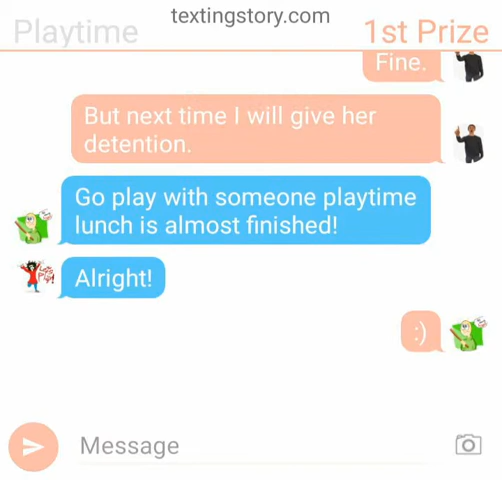 textingstory.com
Playtime
1st Prize
Fine.
But next time I will give her
detention.
Go play with someone playtime
lunch is almost finished!
Alright!
:)
Message